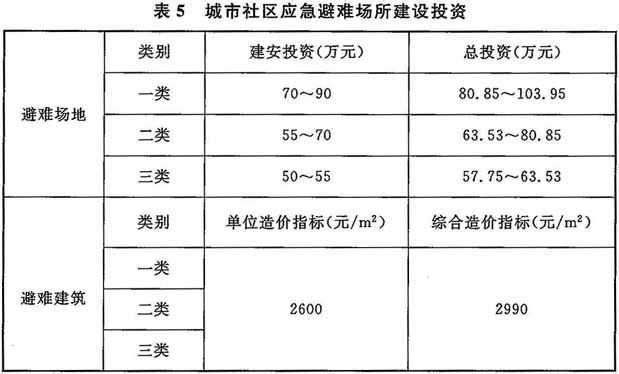 表 5 城市社区应急避难场所建设投资
避难场地 类别 建安投资(万元) 总投资(万元)
一类 70～90 80.85～103.95
二类 55～70 63.53～80.85
三类 50～55 57.75～63.53
避难建筑 类别 单位造价指标(元/m²) 综合造价指标(元/m²)
一类
二类 2600 2990
三类